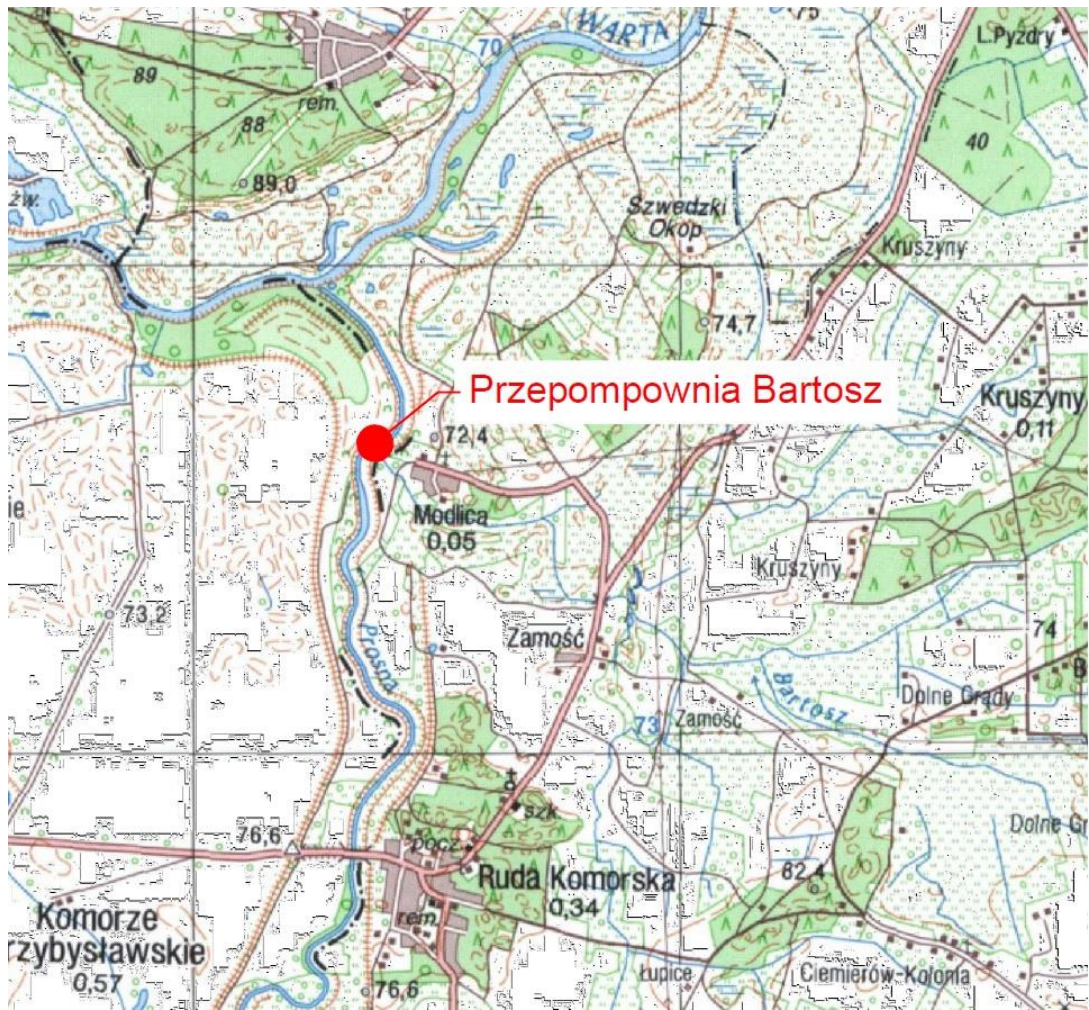 WARTA
70
75
L.Pyzdry
89
rem.
88
40
89,0
żw.
Szwedzki
Okop
Kruszyny
74,7
Przepompownia Bartosz
Kruszyny
0,11
72,4
Modlica
0,05
Kruszyny
73,2
Prosna
Zamość
74
Dolne Grądy
Bartosz
73
Zamość
szk.
Dolne G
76,6
pocz.
Ruda Komorska
0,34
82,4
rem.
Komorze
rzybysławskie
0,57
76,6
Łupice
Ciemierów-Kolonia